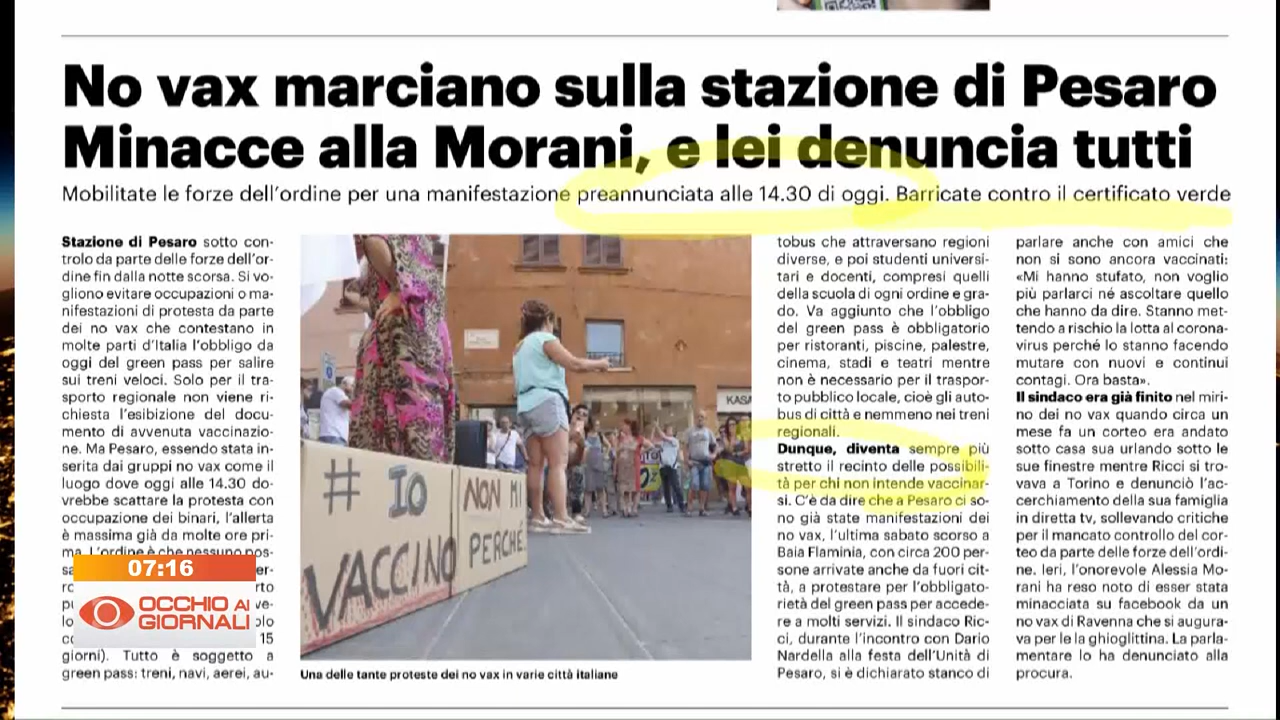 No vax marciano sulla stazione di Pesaro
Minacce alla Morani, e lei denuncia tutti
Mobilitate le forze dell'ordine per una manifestazione preannunciata alle 14.30 di oggi. Barricate contro il certificato verde
Stazione di Pesaro sotto con-
trolo da parte delle forze dell'or-
dine fin dalla notte scorsa. Si vo-
gliono evitare occupazioni o ma-
nifestazioni di protesta da parte
dei no vax che contestano in
molte parti d'Italia l'obbligo da
oggi del green pass per salire
sui treni veloci. Solo per il tra-
sporto regionale non viene ri-
chiesta l'esibizione del docu-
mento di avvenuta vaccinazio-
ne. Ma Pesaro, essendo stata in-
serita dai gruppi no vax come il
luogo dove oggi alle 14.30 do-
vrebbe scattare la protesta con
occupazione dei binari, l'allerta
è massima già da molte ore pri-
ma. L'ordine è che nessuno pos-
07:16
OCCHIO AI
GIORNALI
15
giorni). Tutto è soggetto a
green pass: treni, navi, aerei, au-
# IO
VACCINO
NON MI
PERCHÉ
KASA
Una delle tante proteste dei no vax in varie città italiane
tobus che attraversano regioni
diverse, e poi studenti universi-
tari e docenti, compresi quelli
della scuola di ogni ordine e gra-
do. Va aggiunto che l'obbligo
del green pass è obbligatorio
per ristoranti, piscine, palestre,
cinema, stadi e teatri mentre
non è necessario per il traspor-
to pubblico locale, cioè gli auto-
bus di città e nemmeno nei treni
regionali.
Dunque, diventa sempre più
stretto il recinto delle possibili-
tà per chi non intende vaccinar-
si. C'è da dire che a Pesaro ci so-
no già state manifestazioni dei
no vax, l'ultima sabato scorso a
Baia Flaminia, con circa 200 per-
sone arrivate anche da fuori cit-
tà, a protestare per l'obbligato-
rietà del green pass per accede-
re a molti servizi. Il sindaco Ric-
ci, durante l'incontro con Dario
Nardella alla festa dell'Unità di
Pesaro, si è dichiarato stanco di
parlare anche con amici che
non si sono ancora vaccinati:
«Mi hanno stufato, non voglio
più parlarci né ascoltare quello
che hanno da dire. Stanno met-
tendo a rischio la lotta al corona-
virus perché lo stanno facendo
mutare con nuovi e continui
contagi. Ora basta».
Il sindaco era già finito nel miri-
no dei no vax quando circa un
mese fa un corteo era andato
sotto casa sua urlando sotto le
sue finestre mentre Ricci si tro-
vava a Torino e denunciò l'ac-
cerchiamento della sua famiglia
in diretta tv, sollevando critiche
per il mancato controllo del cor-
teo da parte delle forze dell'ordi-
ne. Ieri, l'onorevole Alessia Mo-
rani ha reso noto di esser stata
minacciata su facebook da un
no vax di Ravenna che si augura-
va per le la ghioglittina. La parla-
mentare lo ha denunciato alla
procura.